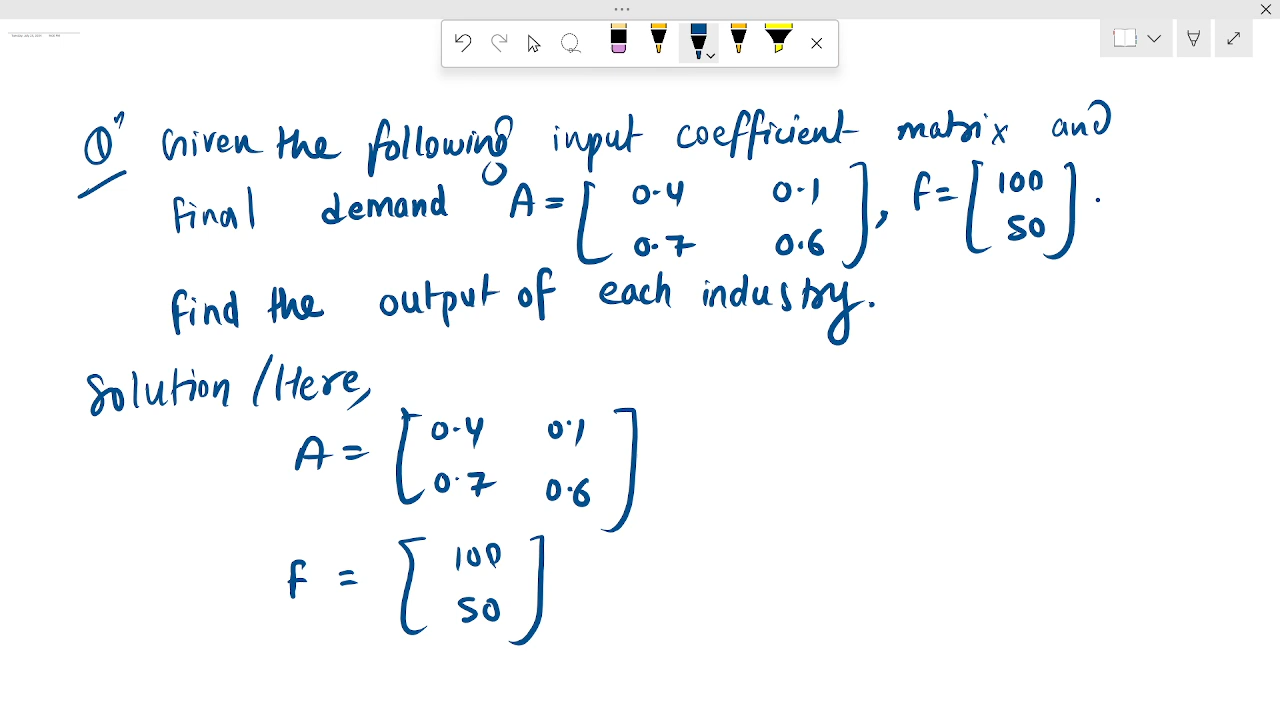 Q" Given the following input coefficient matrix and
final demand A = [ 0.4 0.1
0.7 0.6 ], F = [ 100
50 ].
Find the output of each industry.
Solution / Here,
A = [ 0.4 0.1
0.7 0.6 ]
F = [ 100
50 ]